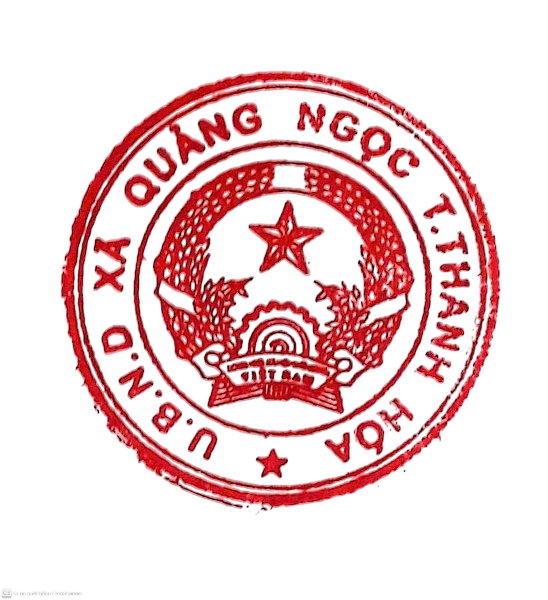 U.B.N.D XÃ QUẢNG NGỌC T.THANH HÓA
VIỆT NAM